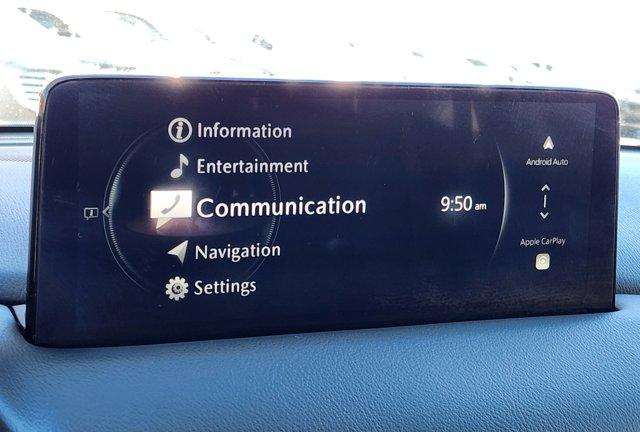 Information
Entertainment
Communication
Navigation
Settings
9:50 am
Android Auto
Apple CarPlay